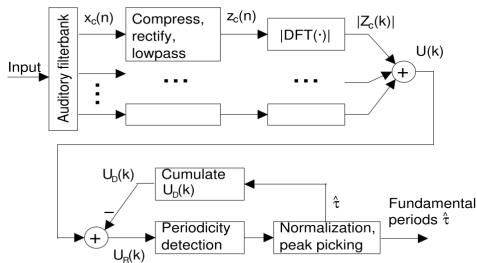 x_c(n)
Compress,
rectify,
lowpass
z_c(n)
|DFT(·)|
|Z_c(k)|
U(k)
Input
Auditory filterbank
+
U_D(k)
Cumulate
U_D(k)
−
τ̂
Fundamental
periods τ̂
+
U_R(k)
Periodicity
detection
Normalization,
peak picking